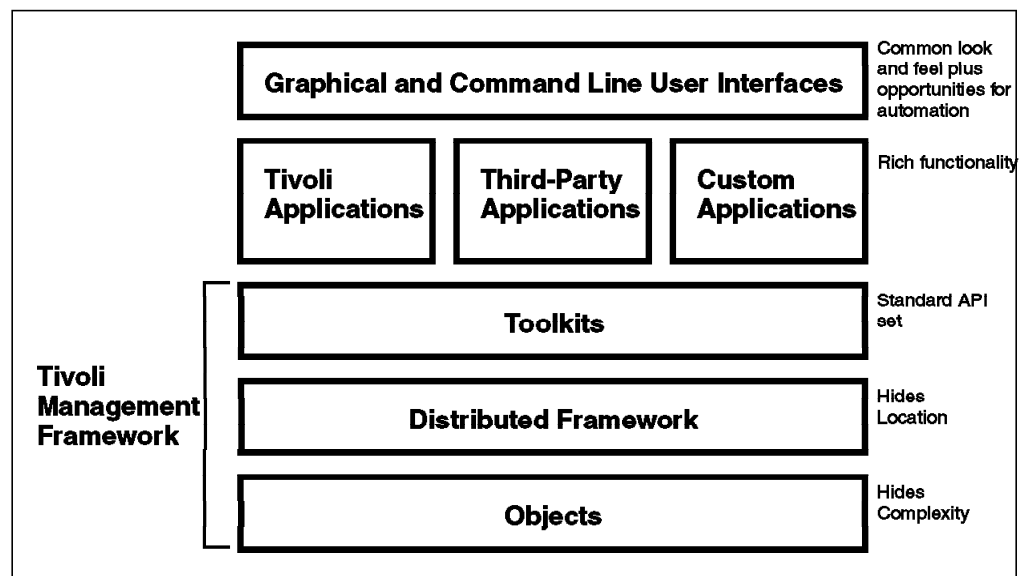 Graphical and Command Line User Interfaces
Common look
and feel plus
opportunities for
automation
Tivoli
Applications
Third-Party
Applications
Custom
Applications
Rich functionality
Toolkits
Standard API
set
Tivoli
Management
Framework
Distributed Framework
Hides
Location
Objects
Hides
Complexity